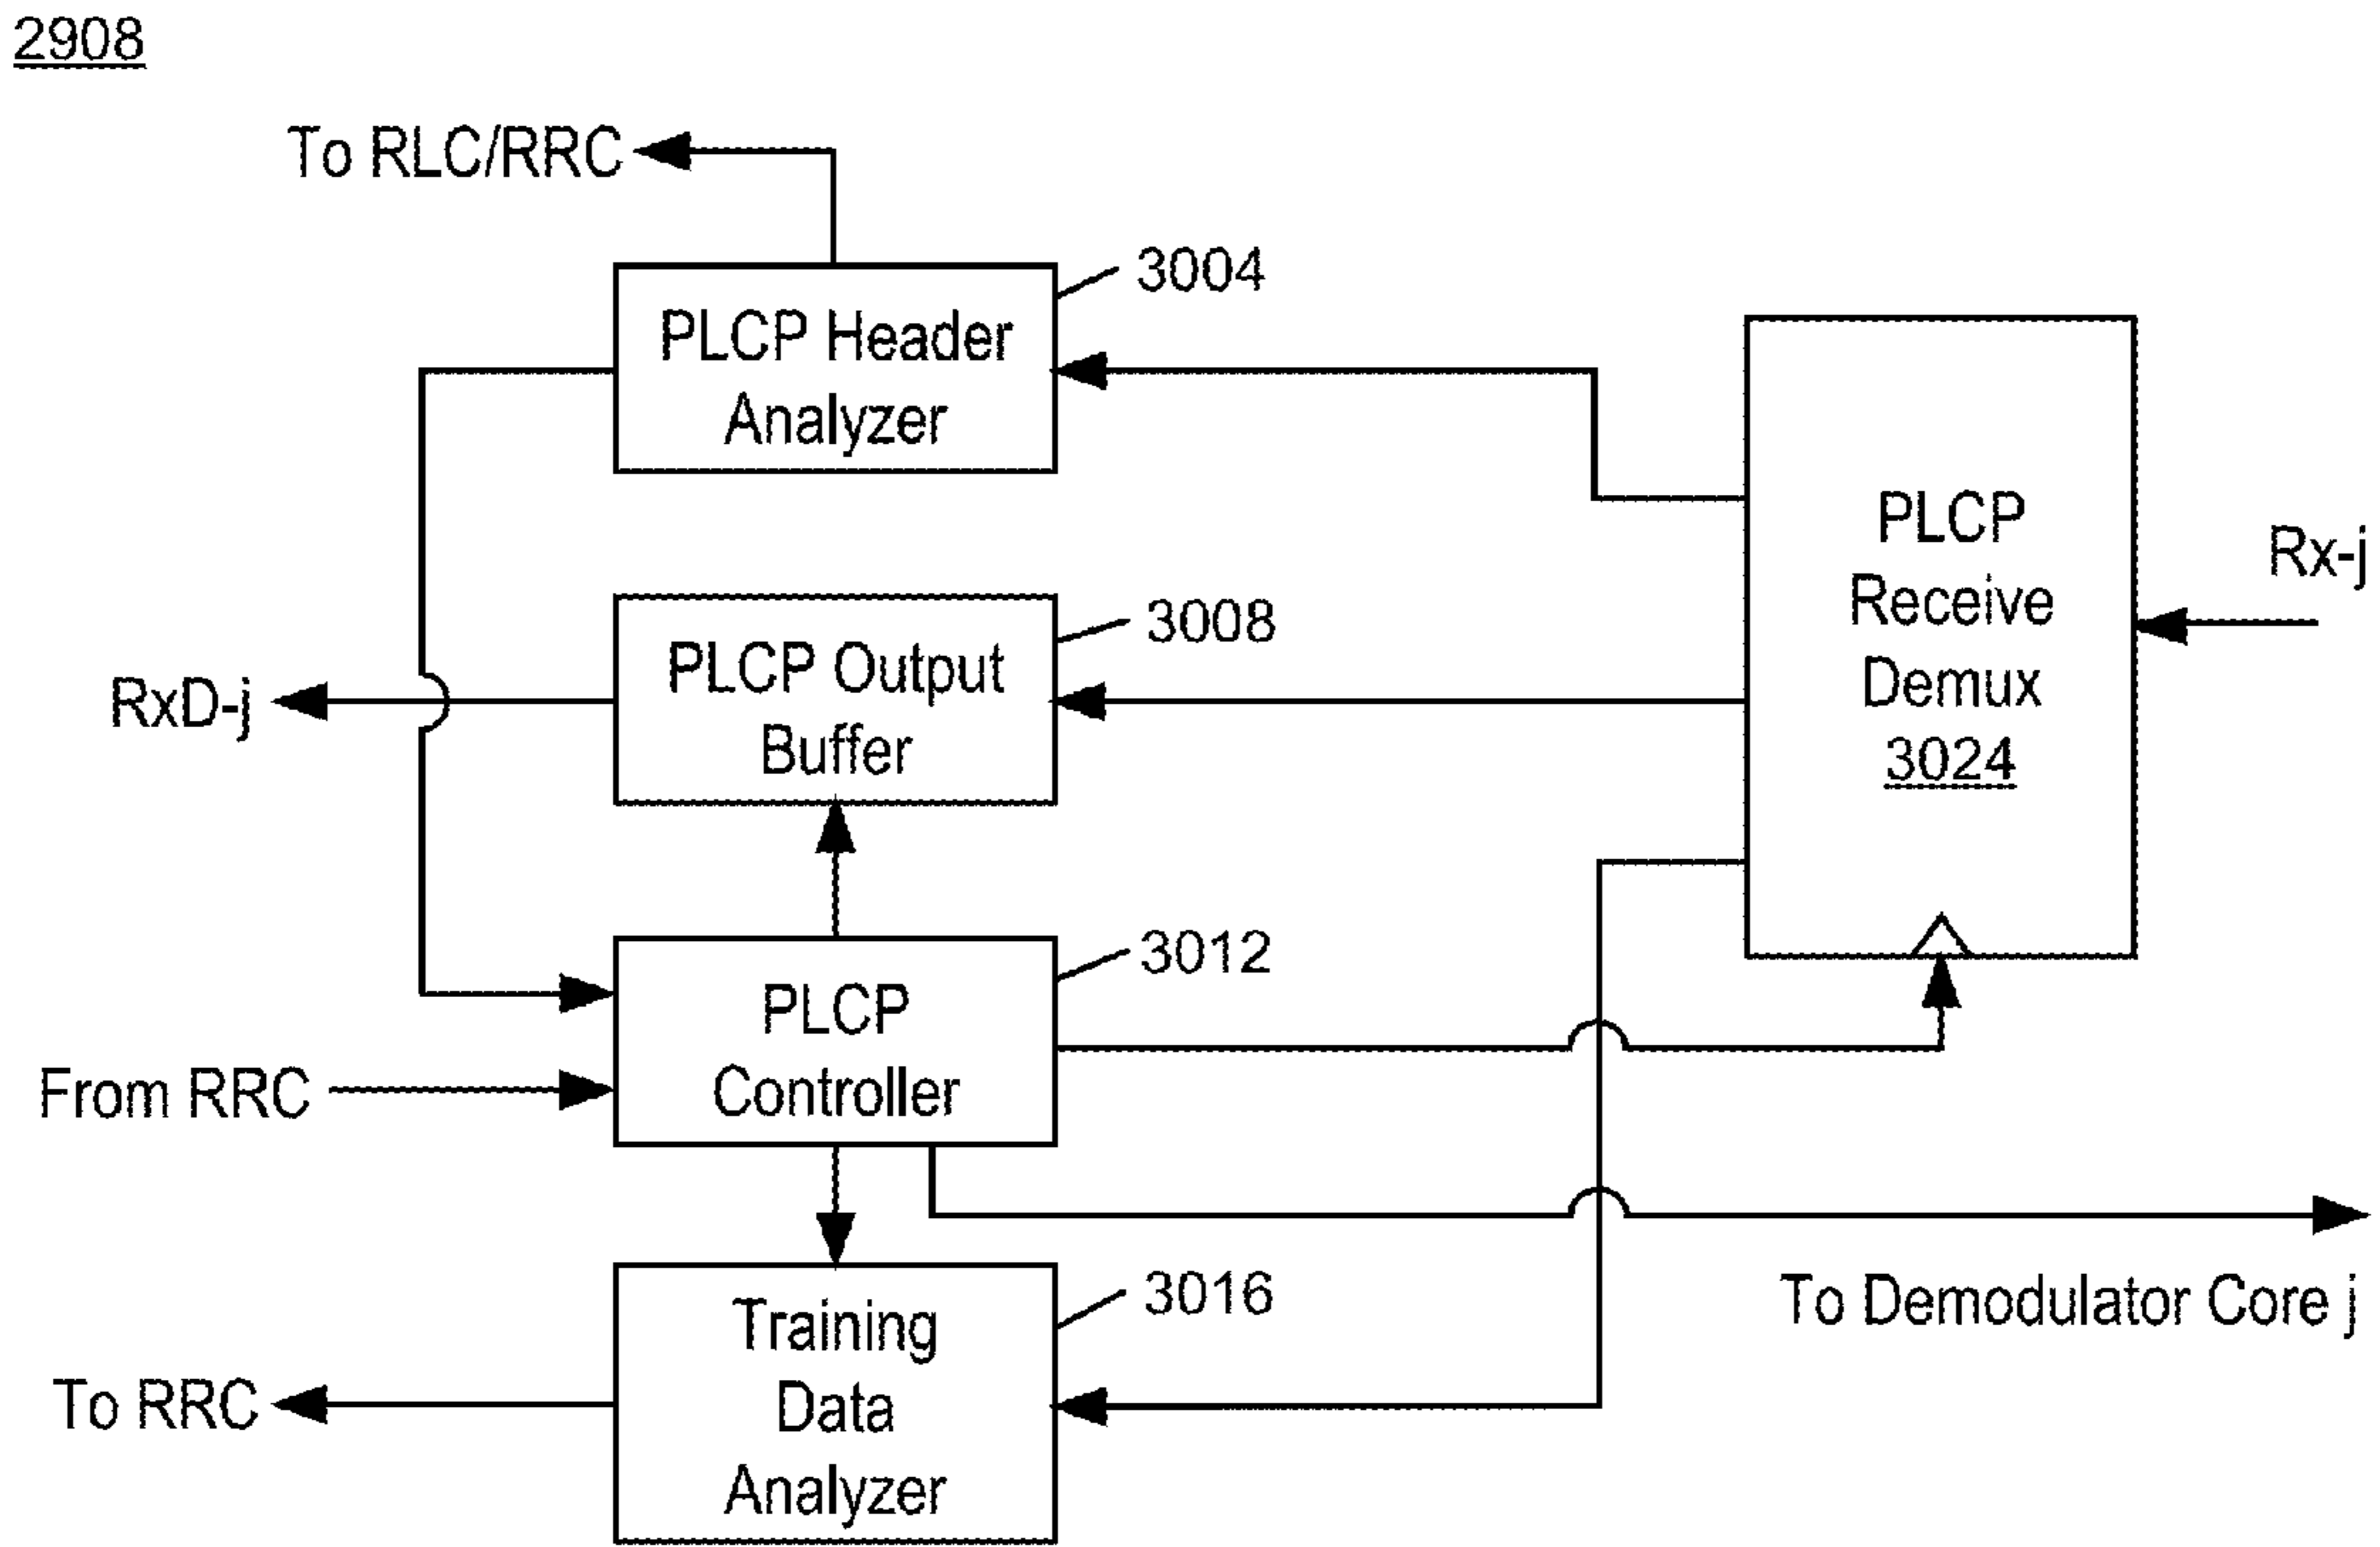 2908
To RLC/RRC
3004
PLCP Header
Analyzer
PLCP
Receive
Demux
3024
Rx-j
3008
PLCP Output
Buffer
RxD-j
3012
PLCP
Controller
From RRC
3016
Training
Data
Analyzer
To Demodulator Core j
To RRC